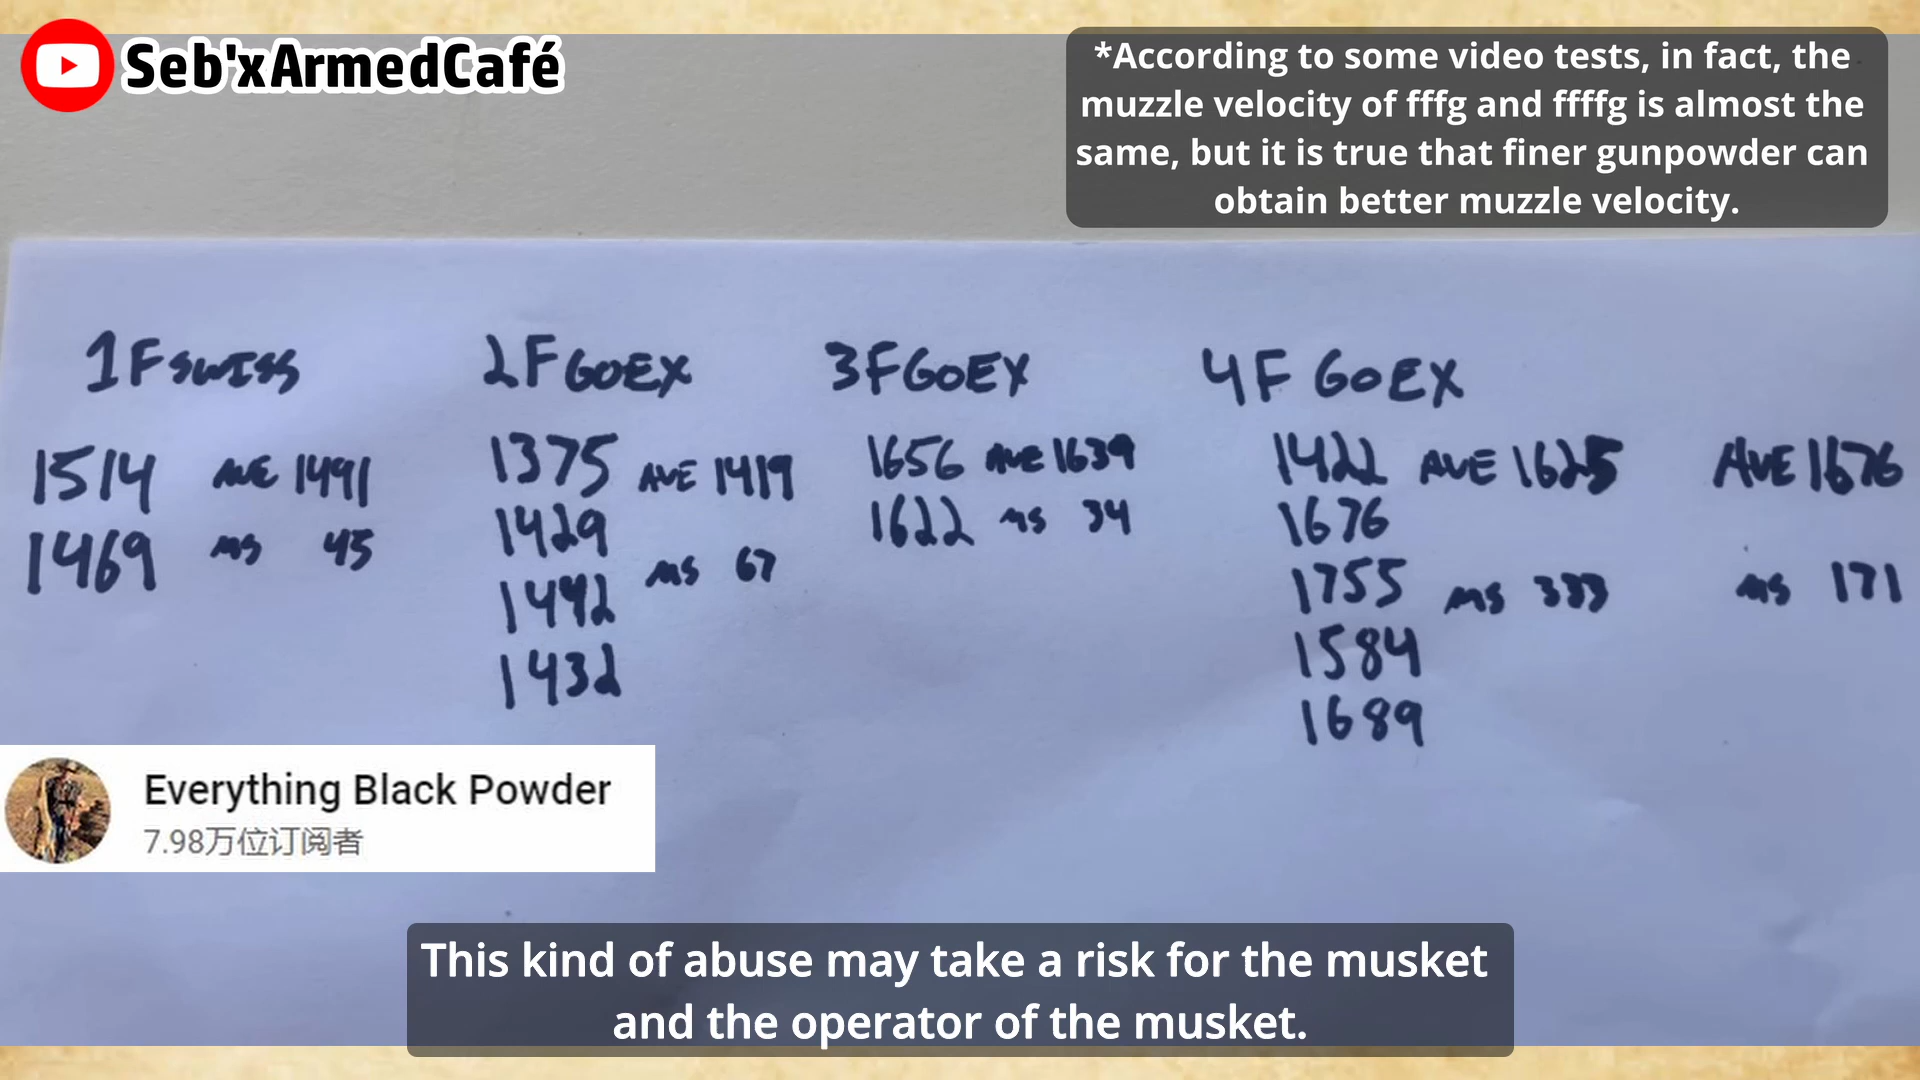 Seb'xArmedCafé
*According to some video tests, in fact, the
muzzle velocity of fffg and ffffg is almost the
same, but it is true that finer gunpowder can
obtain better muzzle velocity.
1F SWISS
1514 AVE 1491
1469 MS 45
2F GOEX
1375 AVE 1419
1429
1442 MS 67
1432
3F GOEX
1656 AVE 1639
1622 MS 34
4F GOEX
1422 AVE 1625 AVE 1676
1676
1755 MS 333 MS 171
1584
1689
Everything Black Powder
7.98万位订阅者
This kind of abuse may take a risk for the musket
and the operator of the musket.